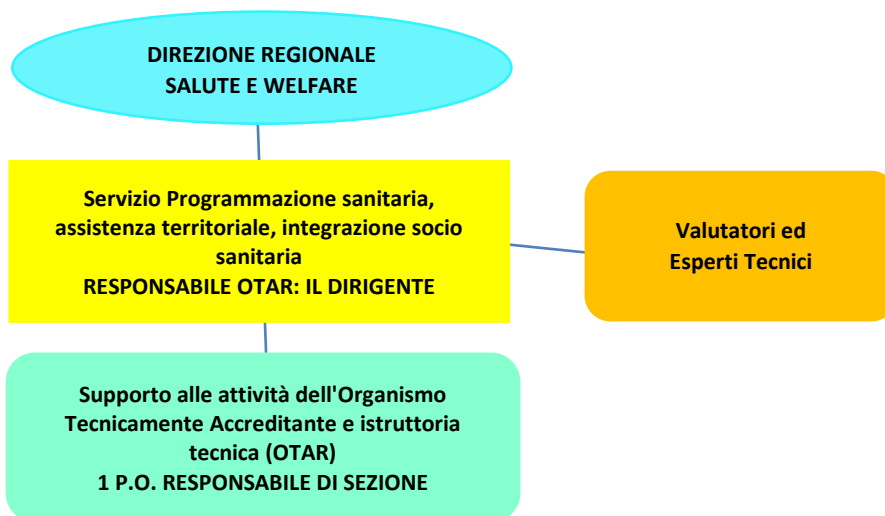 DIREZIONE REGIONALE
SALUTE E WELFARE
Servizio Programmazione sanitaria,
assistenza territoriale, integrazione socio
sanitaria
RESPONSABILE OTAR: IL DIRIGENTE
Valutatori ed
Esperti Tecnici
Supporto alle attività dell'Organismo
Tecnicamente Accreditante e istruttoria
tecnica (OTAR)
1 P.O. RESPONSABILE DI SEZIONE